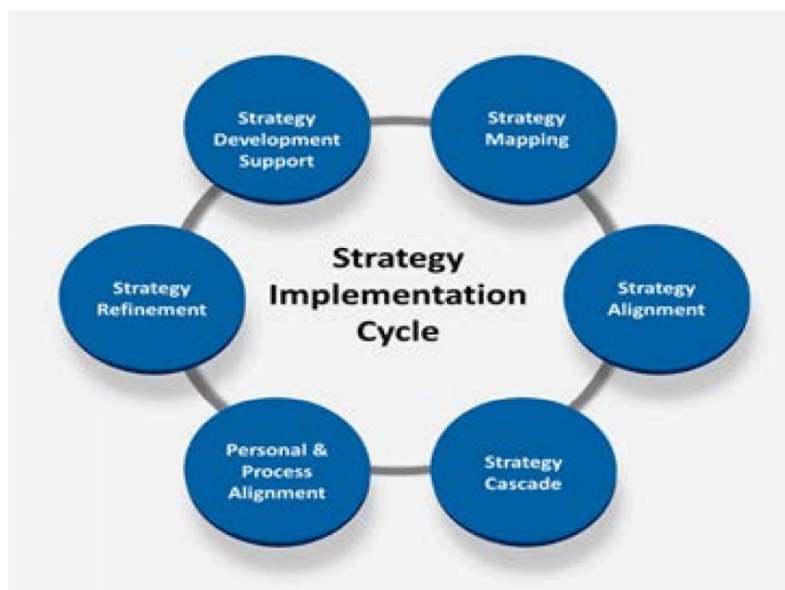 Strategy
Development
Support
Strategy
Mapping
Strategy
Implementation
Cycle
Strategy
Refinement
Strategy
Alignment
Personal &
Process
Alignment
Strategy
Cascade